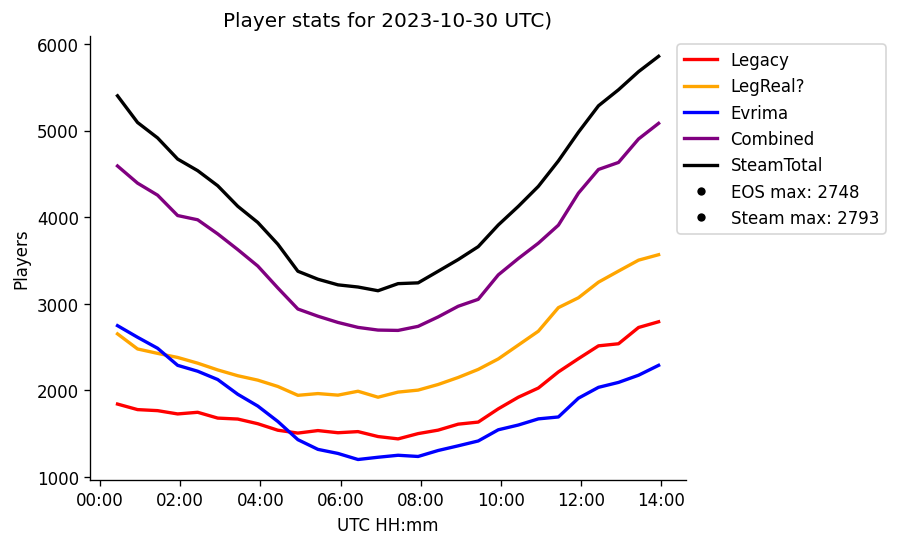 Player stats for 2023-10-30 UTC)
6000
5000
4000
3000
2000
1000
Players
00:00
02:00
04:00
06:00
08:00
10:00
12:00
14:00
UTC HH:mm
Legacy
LegReal?
Evrima
Combined
SteamTotal
EOS max: 2748
Steam max: 2793